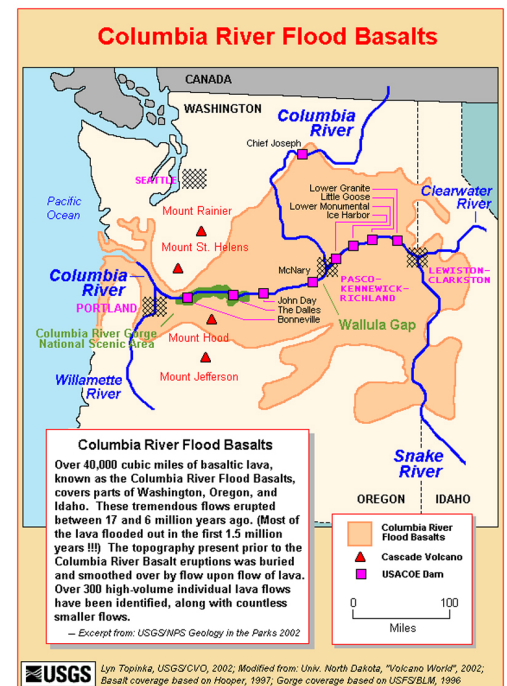 Columbia River Flood Basalts
CANADA
WASHINGTON
Columbia
River
Chief Joseph
SEATTLE
Lower Granite
Little Goose
Lower Monumental
Ice Harbor
Clearwater
River
Pacific
Ocean
Mount Rainier
Mount St. Helens
McNary
Columbia
River
PORTLAND
PASCO-
KENNEWICK-
RICHLAND
LEWISTON-
CLARKSTON
John Day
The Dalles
Bonneville
Wallula Gap
Columbia River Gorge
National Scenic Area
Mount Hood
Mount Jefferson
Willamette
River
Snake
River
OREGON
IDAHO
Columbia River Flood Basalts
Over 40,000 cubic miles of basaltic lava,
known as the Columbia River Flood Basalts,
covers parts of Washington, Oregon, and
Idaho. These tremendous flows erupted
between 17 and 6 million years ago. (Most of
the lava flooded out in the first 1.5 million
years !!!) The topography present prior to the
Columbia River Basalt eruptions was buried
and smoothed over by flow upon flow of lava.
Over 300 high-volume individual lava flows
have been identified, along with countless
smaller flows.
— Excerpt from: USGS/NPS Geology in the Parks 2002
Columbia River
Flood Basalts
Cascade Volcano
USACOE Dam
0 100
Miles
USGS
Lyn Topinka, USGS/CVO, 2002; Modified from: Univ. North Dakota, "Volcano World", 2002;
Basalt coverage based on Hooper, 1997; Gorge coverage based on USFS/BLM, 1996